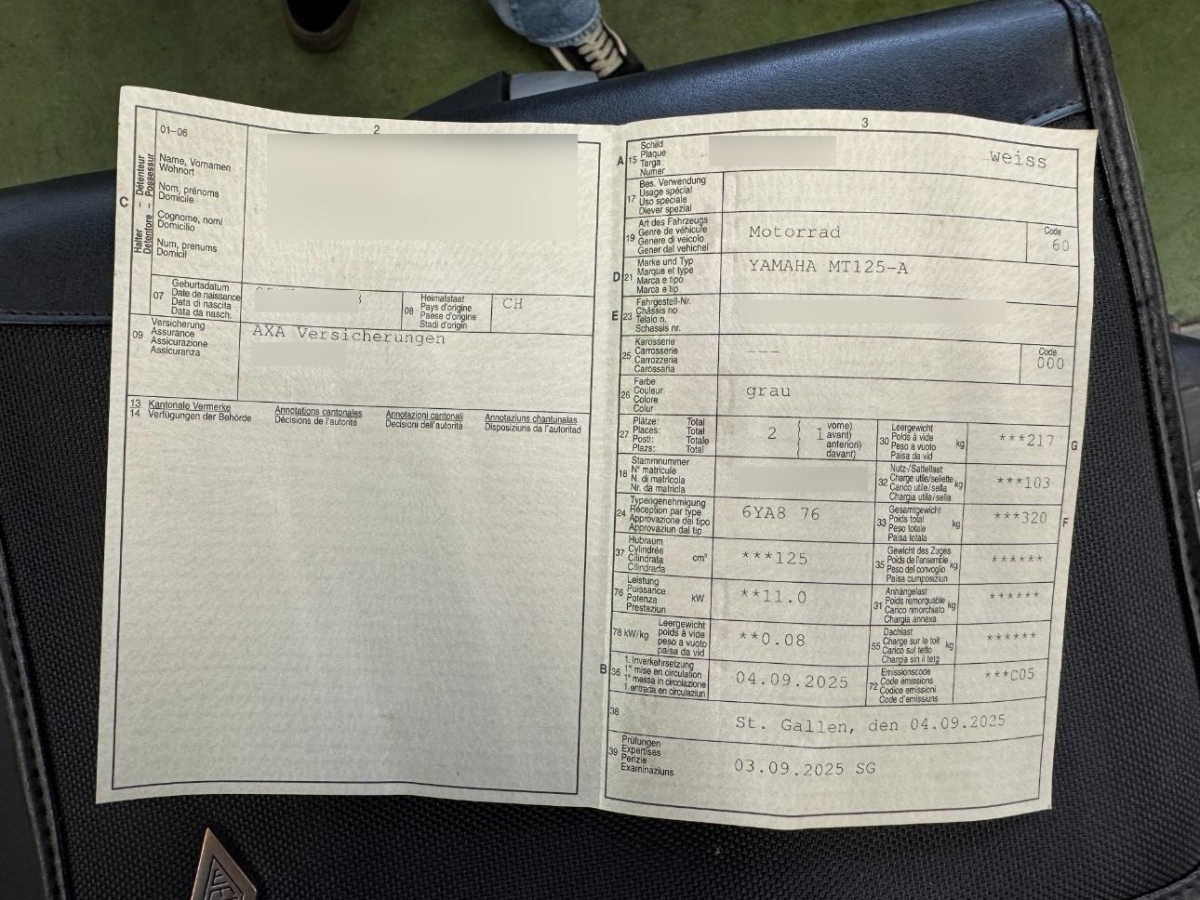 2
01-06
C
Halter - Détenteur
Detentore - Possessur
Name, Vornamen
Wohnort
Nom, prénoms
Domicile
Cognome, nomi
Domicilio
Num, prenums
Domicil
07
Geburtsdatum
Date de naissance
Data di nascita
Data da nasch.
08
Heimatstaat
Pays d'origine
Paese d'origine
Stadi d'origin
CH
09
Versicherung
Assurance
Assicurazione
Assicuranza
AXA Versicherungen
13 Kantonale Vermerke
14 Verfügungen der Behörde
Annotations cantonales
Décisions de l'autorité
Annotazioni cantonali
Decisioni dell'autorità
Annotaziuns chantunalas
Disposiziuns da l'autoritad
3
A 15
Schild
Plaque
Targa
Numer
weiss
17
Bes. Verwendung
Usage spécial
Uso speciale
Diever spezial
19
Art des Fahrzeugs
Genre de véhicule
Genere di veicolo
Gener dal vehichel
Motorrad
Code
60
D 21
Marke und Typ
Marque et type
Marca e tipo
Marca e tip
YAMAHA MT125-A
E 23
Fahrgestell-Nr.
Châssis no
Telaio n.
Schassis nr.
25
Karosserie
Carrosserie
Carrozzeria
Carossaria
---
Code
000
26
Farbe
Couleur
Colore
Colur
grau
27
Plätze: Total
Places: Total
Posti: Totale
Plazs: Total
2
1
vorne)
avant)
anteriori)
davant)
30
Leergewicht
Poids à vide
Peso a vuoto
Paisa da vid
kg
***217
G
18
Stammnummer
N° matricule
N. di matricola
Nr. da matricla
32
Nutz-/Sattellast
Charge utile/sellette
Carico utile/sella
Chargia utila/sella
kg
***103
24
Typengenehmigung
Réception par type
Approvazione del tipo
Approvaziun dal tip
6YA8 76
33
Gesamtgewicht
Poids total
Peso totale
Paisa totala
kg
***320
F
37
Hubraum
Cylindrée
Cilindrata
Cilindrada
cm³
***125
35
Gewicht des Zuges
Poids de l'ensemble
Peso del convoglio
Paisa cumposiziun
kg
******
76
Leistung
Puissance
Potenza
Prestaziun
kW
**11.0
31
Anhängelast
Poids remorquable
Carico rimorchiato
Chargia annexa
kg
******
78 kW/kg
Leergewicht
poids à vide
peso a vuoto
paisa da vid
**0.08
55
Dachlast
Charge sur le toit
Carico sul tetto
Chargia sin il tetg
kg
******
B 36
1. Inverkehrsetzung
1re mise en circulation
1a messa in circolazione
1. entrada en circulaziun
04.09.2025
72
Emissionscode
Code émissions
Codice emissioni
Code d'emissiuns
***C05
38
St. Gallen, den 04.09.2025
39
Prüfungen
Expertises
Perizie
Examinaziuns
03.09.2025 SG